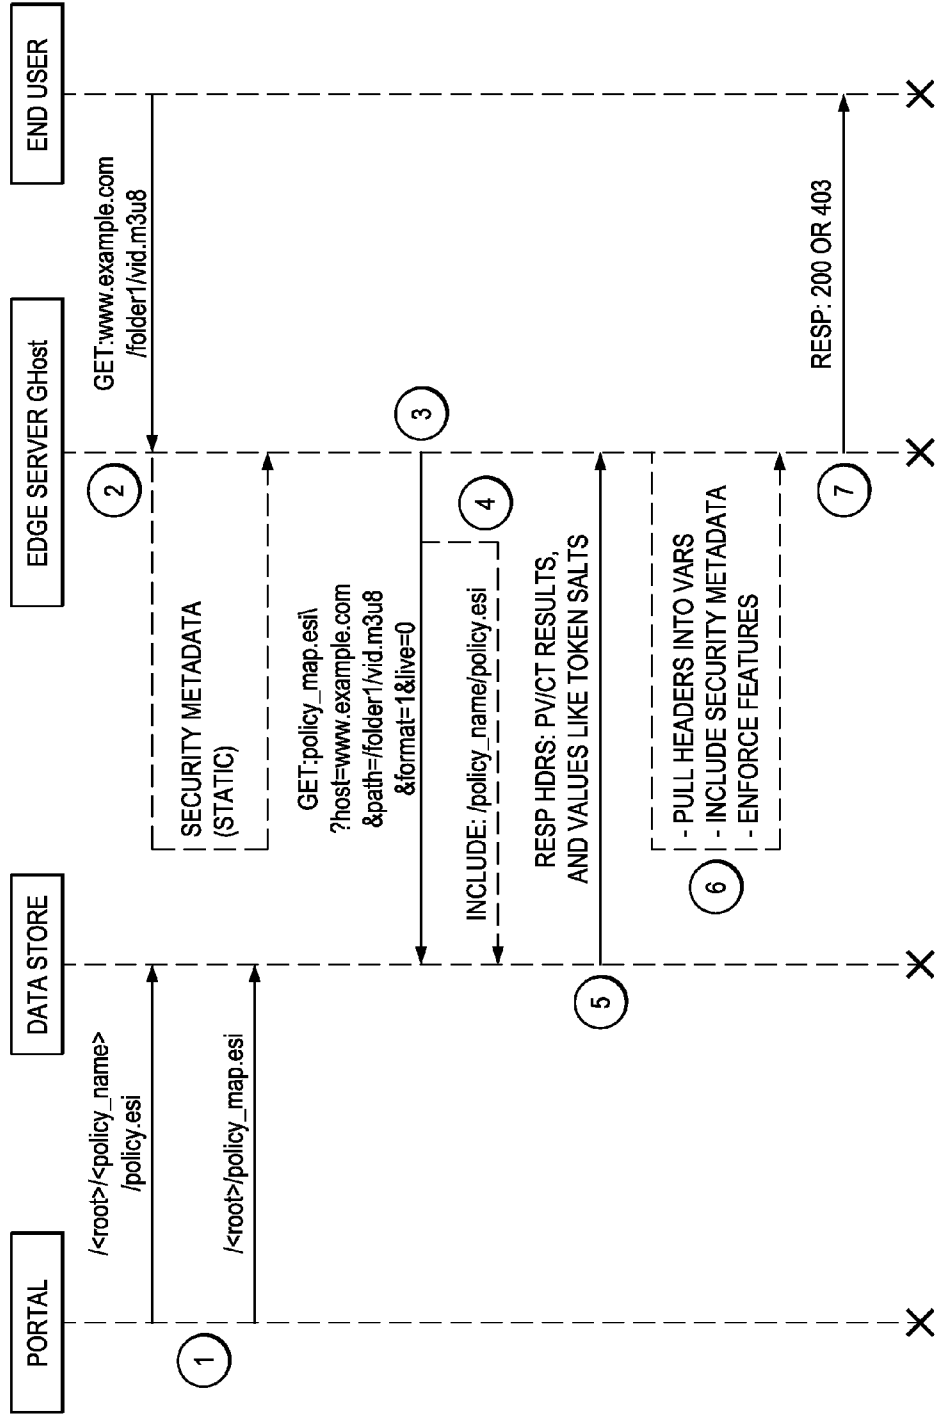 PORTAL
DATA STORE
EDGE SERVER GHost
END USER
/<root>/<policy_name>
/policy.esi
1
/<root>/policy_map.esi
GET:www.example.com
/folder1/vid.m3u8
2
SECURITY METADATA
(STATIC)
GET:policy_map.esi\
?host=www.example.com
&path=/folder1/vid.m3u8
&format=1&live=0
3
INCLUDE: /policy_name/policy.esi
4
RESP HDRS: PV/CT RESULTS,
AND VALUES LIKE TOKEN SALTS
5
- PULL HEADERS INTO VARS
- INCLUDE SECURITY METADATA
- ENFORCE FEATURES
6
RESP: 200 OR 403
7